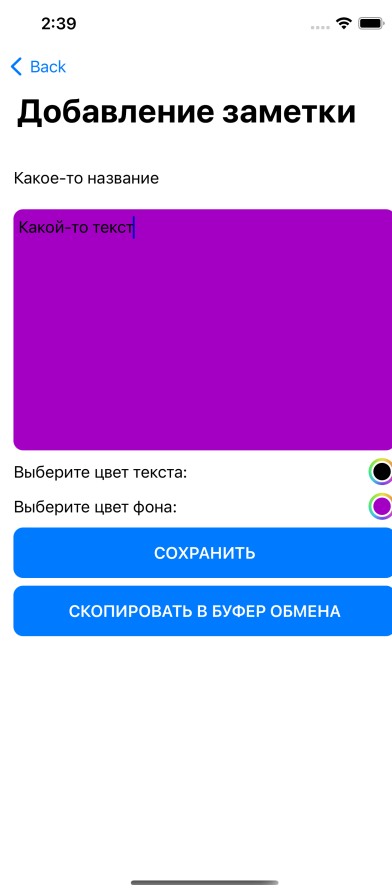 2:39
Back
Добавление заметки
Какое-то название
Какой-то текст
Выберите цвет текста:
Выберите цвет фона:
СОХРАНИТЬ
СКОПИРОВАТЬ В БУФЕР ОБМЕНА